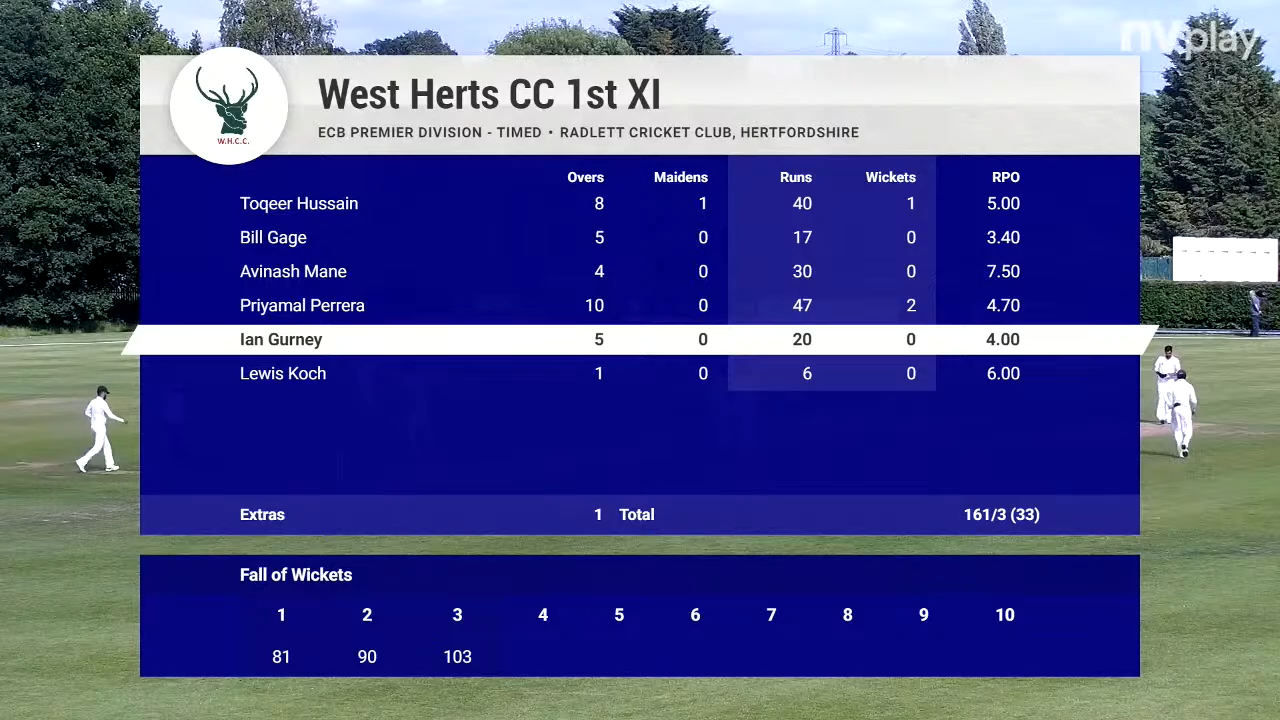 nvplay
West Herts CC 1st XI
ECB PREMIER DIVISION - TIMED • RADLETT CRICKET CLUB, HERTFORDSHIRE
W.H.C.C.
Overs Maidens Runs Wickets RPO
Toqeer Hussain 8 1 40 1 5.00
Bill Gage 5 0 17 0 3.40
Avinash Mane 4 0 30 0 7.50
Priyamal Perrera 10 0 47 2 4.70
Ian Gurney 5 0 20 0 4.00
Lewis Koch 1 0 6 0 6.00
Extras 1 Total 161/3 (33)
Fall of Wickets
1 2 3 4 5 6 7 8 9 10
81 90 103